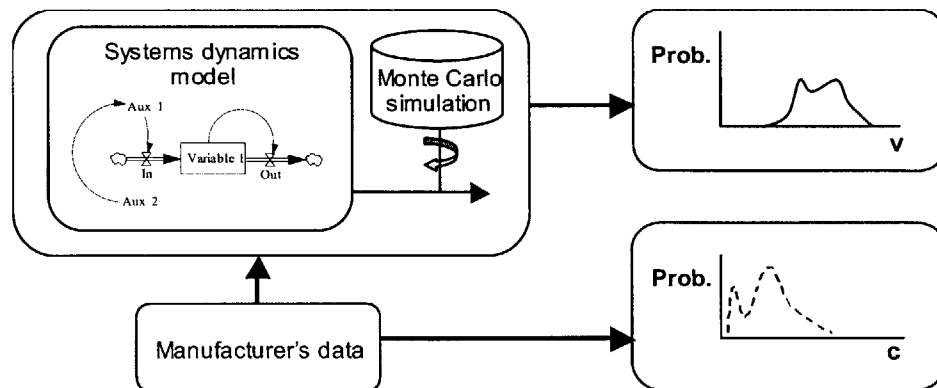 Systems dynamics
model
Aux 1
Variable 1
In
Out
Aux 2
Monte Carlo
simulation
Prob.
v
Manufacturer's data
Prob.
c